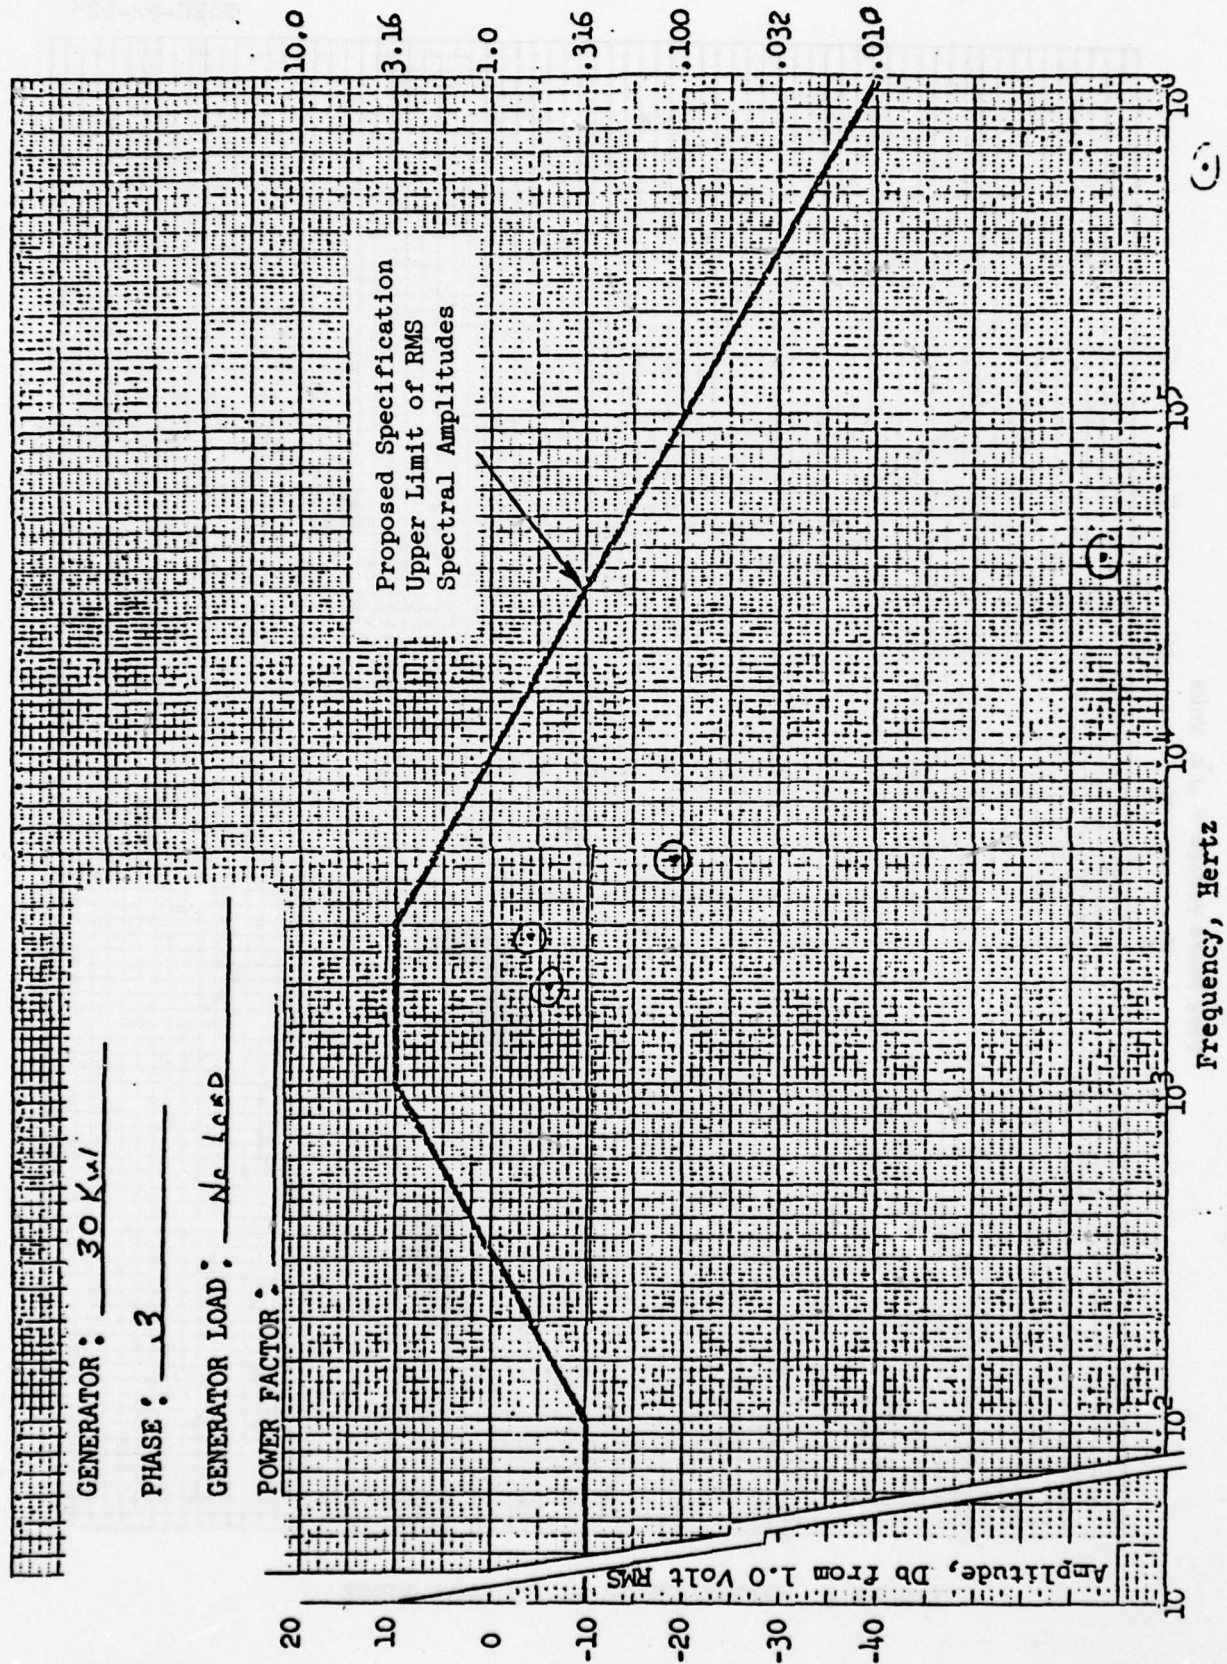 GENERATOR: 30 KW
PHASE: 3
GENERATOR LOAD: No LOAD
POWER FACTOR:
Proposed Specification
Upper Limit of RMS
Spectral Amplitudes
20
10
0
-10
-20
-30
-40
Amplitude, Db from 1.0 Volt RMS
10.0
3.16
1.0
.316
.100
.032
.010
10
10²
10³
10⁴
10⁵
Frequency, Hertz